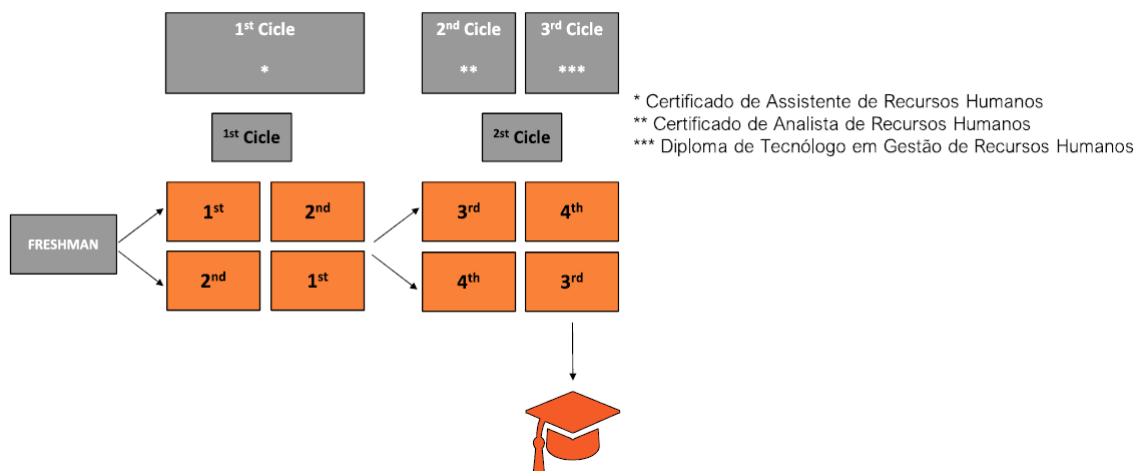 1st Cicle
*
2nd Cicle
**
3rd Cicle
***
* Certificado de Assistente de Recursos Humanos
** Certificado de Analista de Recursos Humanos
*** Diploma de Tecnólogo em Gestão de Recursos Humanos
1st Cicle
2st Cicle
FRESHMAN
1st
2nd
3rd
4th
2nd
1st
4th
3rd